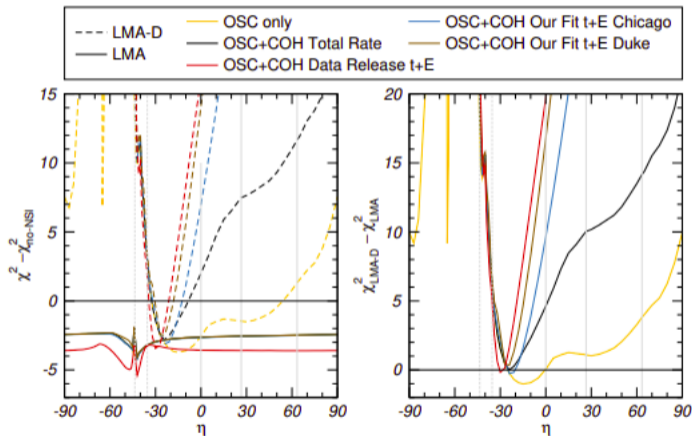 LMA-D
LMA
OSC only
OSC+COH Total Rate
OSC+COH Data Release t+E
OSC+COH Our Fit t+E Chicago
OSC+COH Our Fit t+E Duke
15
10
5
0
-5
χ² − χ²no-NSI
-90 -60 -30 0 30 60 90
η
20
15
10
5
0
χ²LMA-D − χ²LMA
-90 -60 -30 0 30 60 90
η